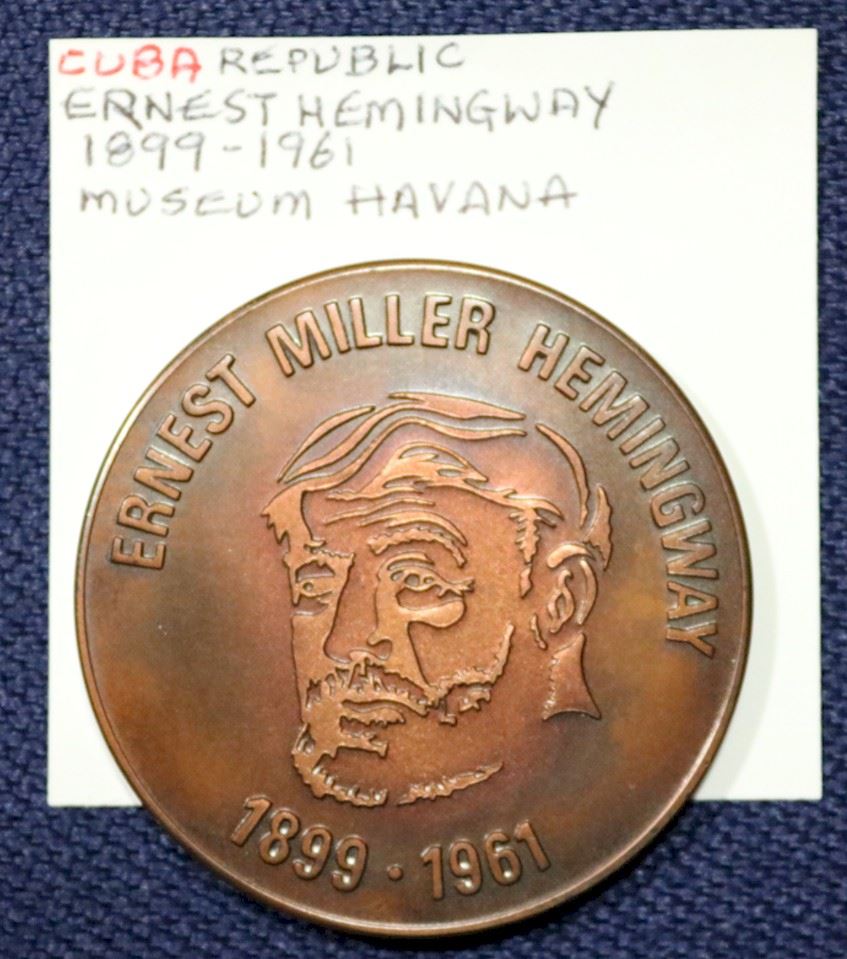 CUBA REPUBLIC
ERNEST HEMINGWAY
1899-1961
MUSEUM HAVANA
ERNEST MILLER HEMINGWAY
1899 · 1961